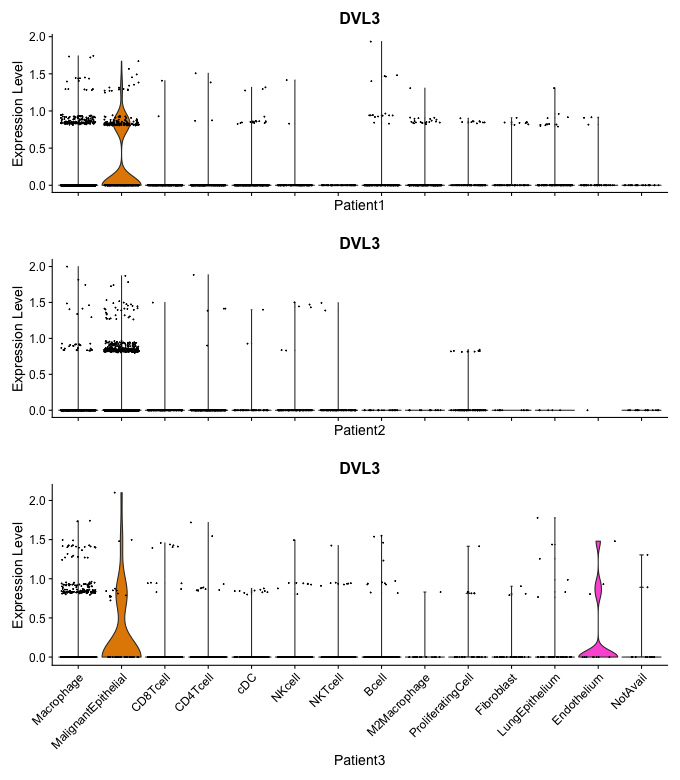 DVL3
Expression Level
2.0
1.5
1.0
0.5
0.0
Patient1
DVL3
Expression Level
2.0
1.5
1.0
0.5
0.0
Patient2
DVL3
Expression Level
2.0
1.5
1.0
0.5
0.0
Macrophage
MalignantEpithelial
CD8Tcell
CD4Tcell
cDC
NKcell
NKTcell
Bcell
M2Macrophage
ProliferatingCell
Fibroblast
LungEpithelium
Endothelium
NotAvail
Patient3